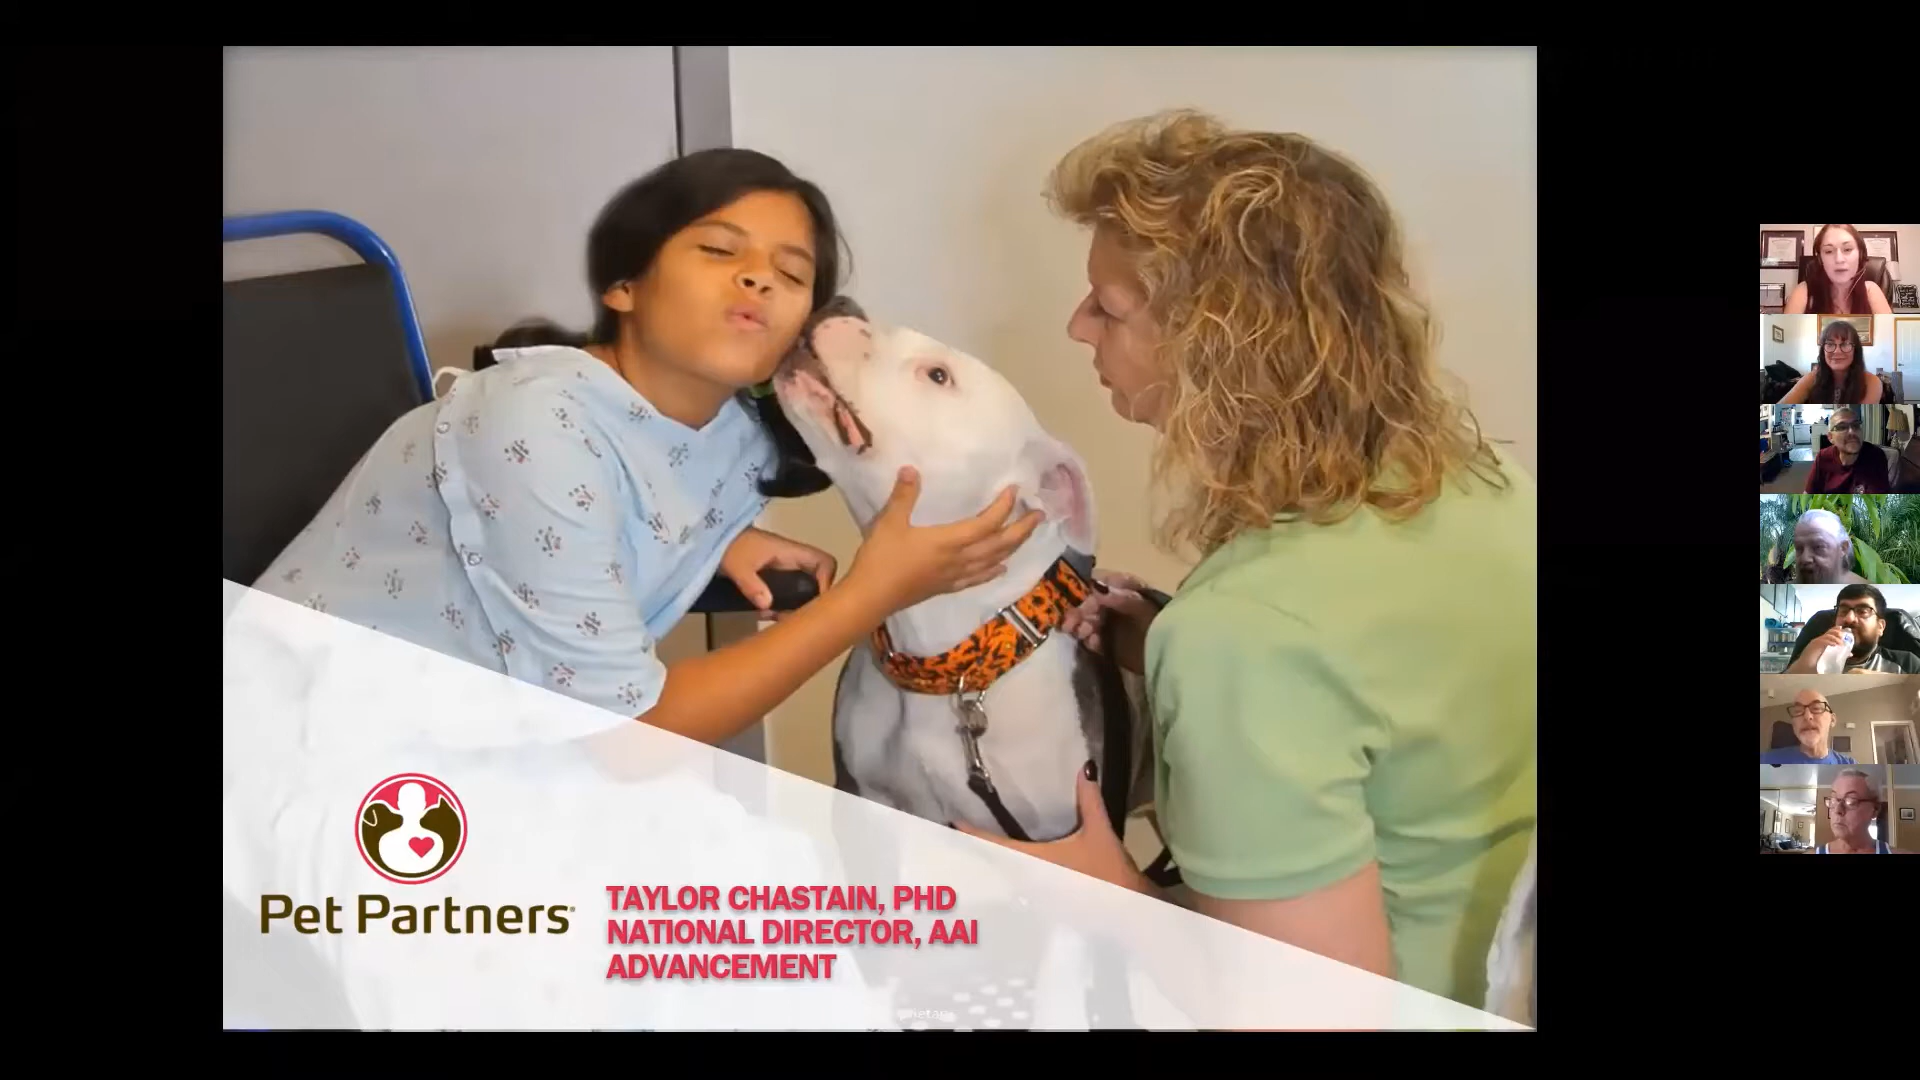 Pet Partners
TAYLOR CHASTAIN, PHD
NATIONAL DIRECTOR, AAI
ADVANCEMENT